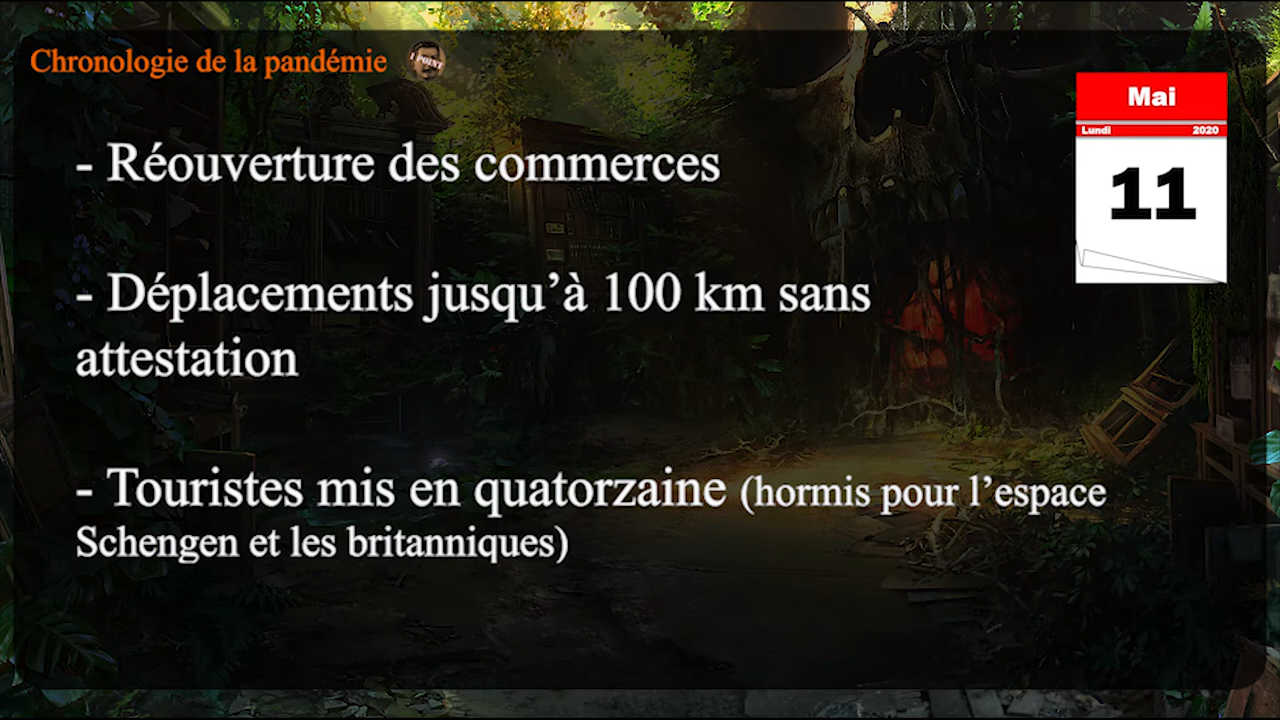 Chronologie de la pandémie
POINT
Mai
Lundi 2020
11
- Réouverture des commerces
- Déplacements jusqu’à 100 km sans
attestation
- Touristes mis en quatorzaine (hormis pour l’espace
Schengen et les britanniques)